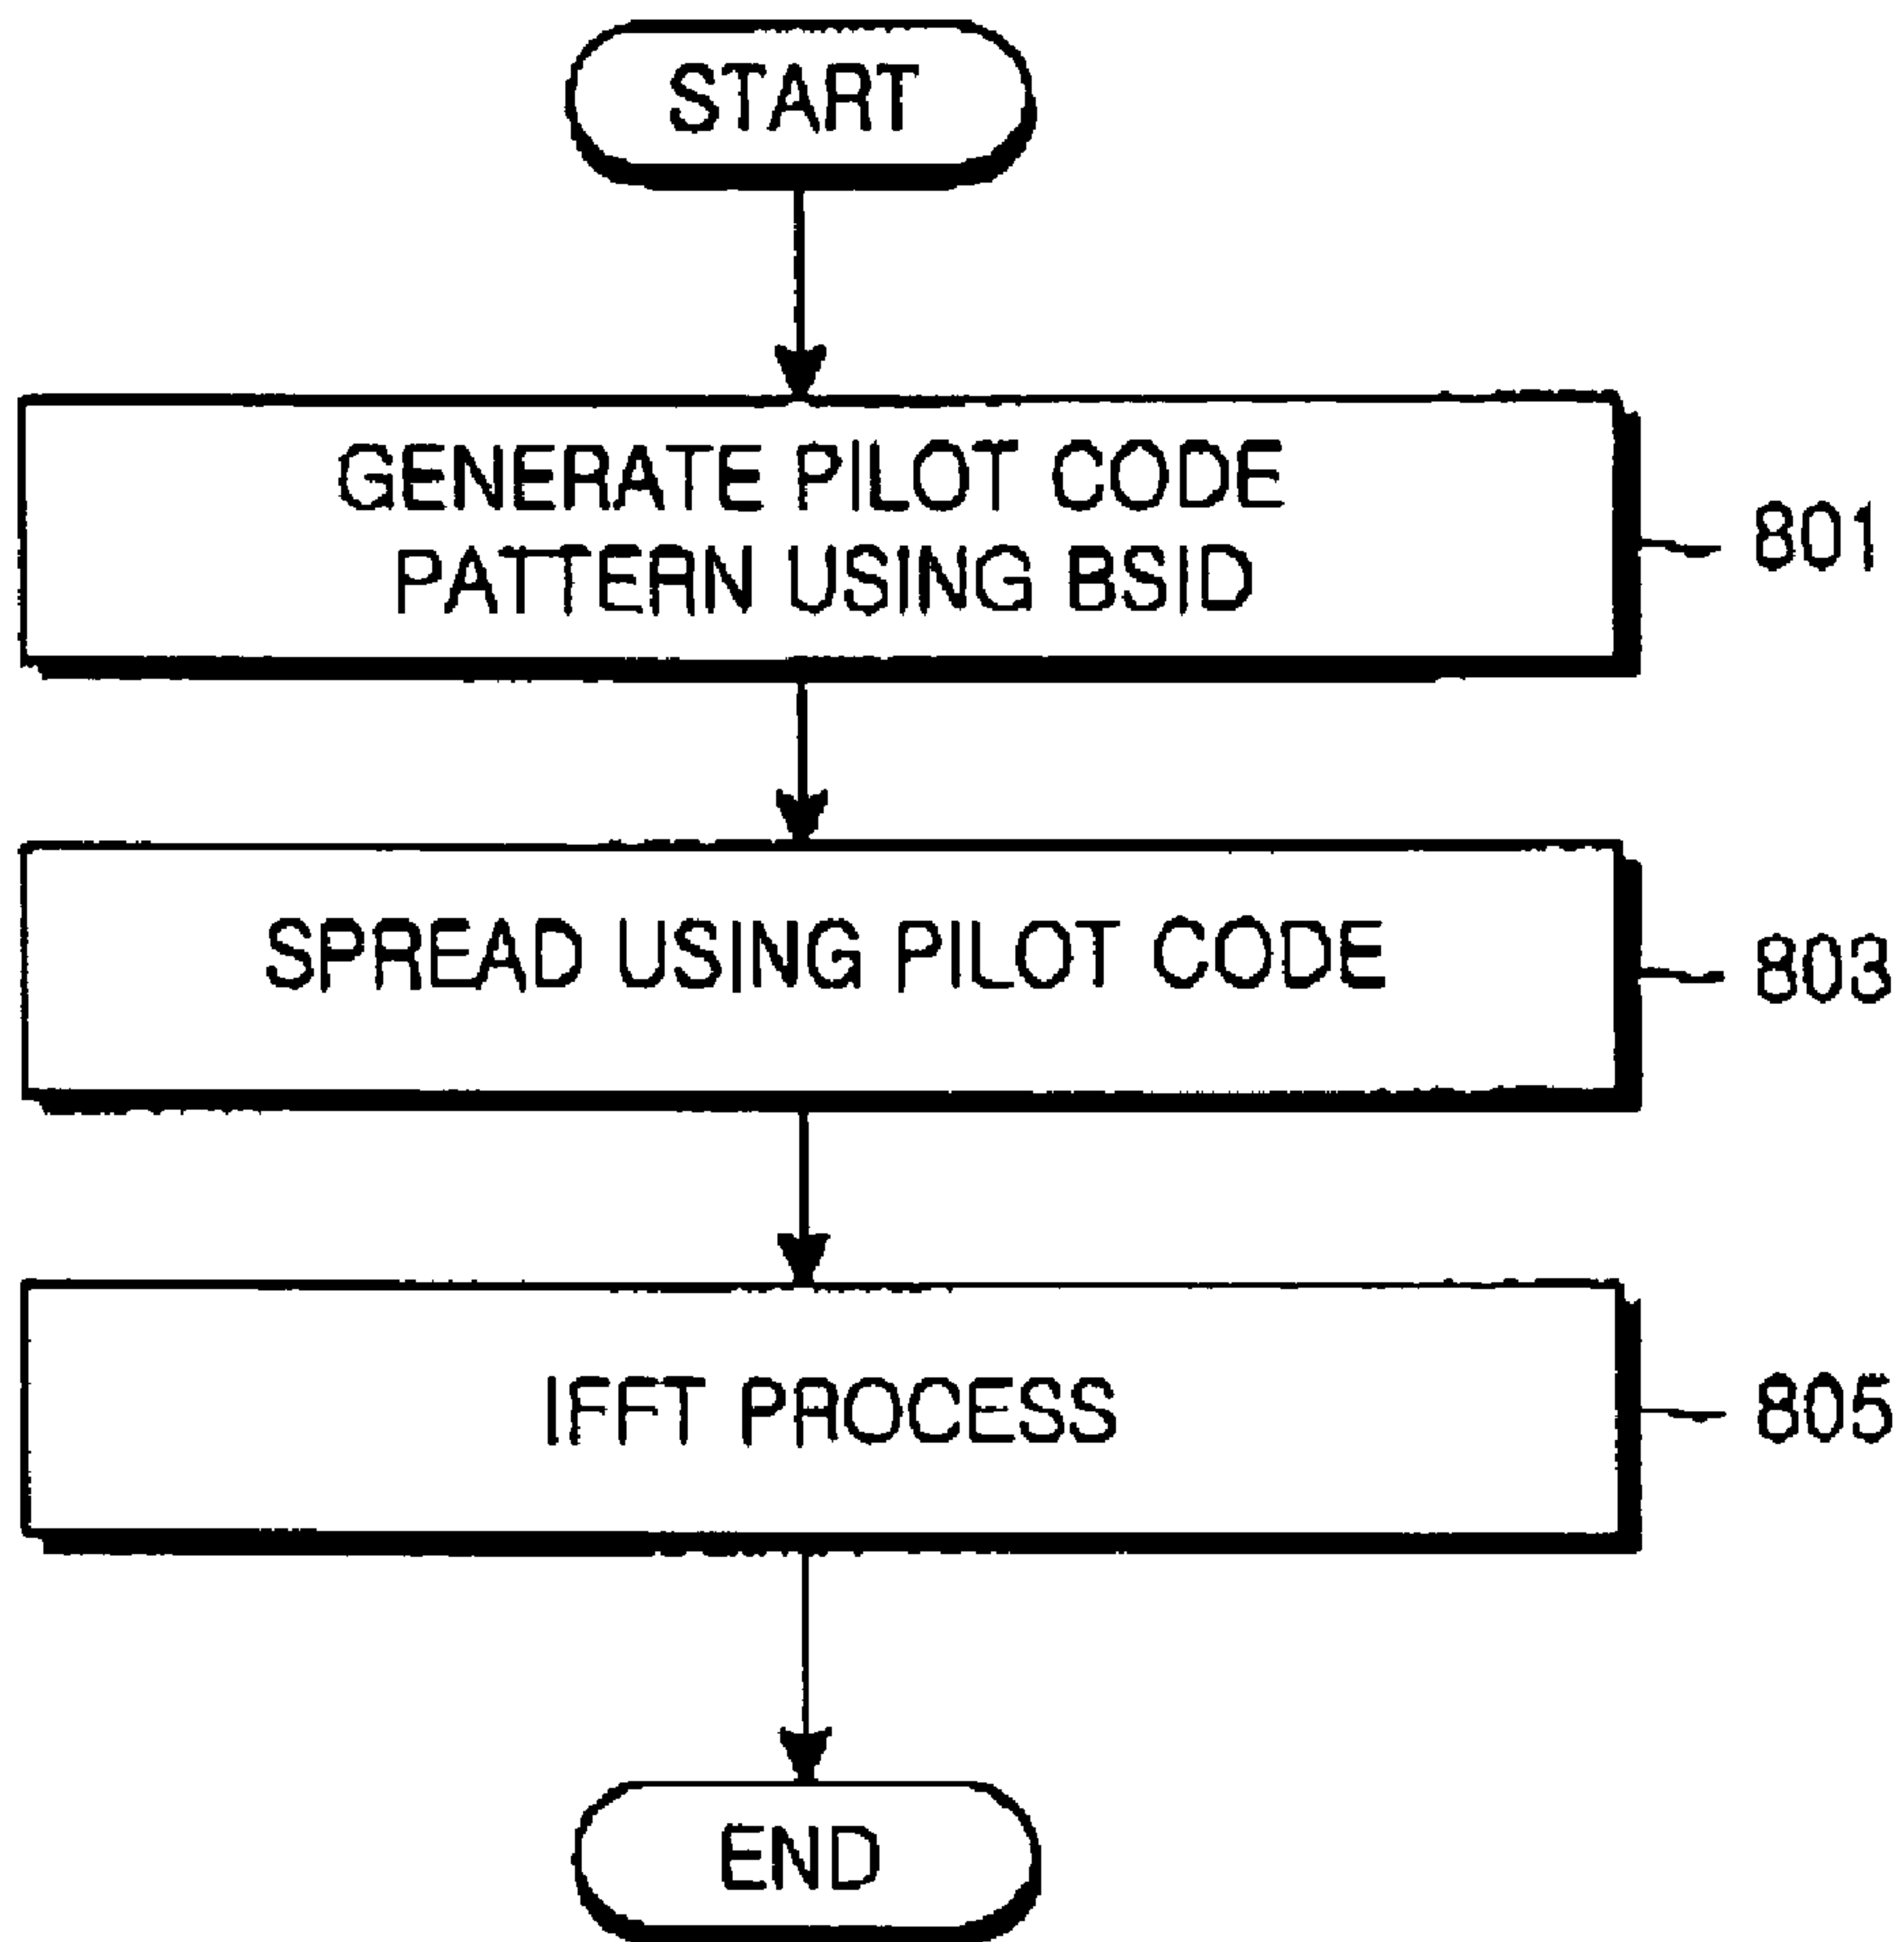 START
GENERATE PILOT CODE
PATTERN USING BSID
801
SPREAD USING PILOT CODE
803
IFFT PROCESS
805
END